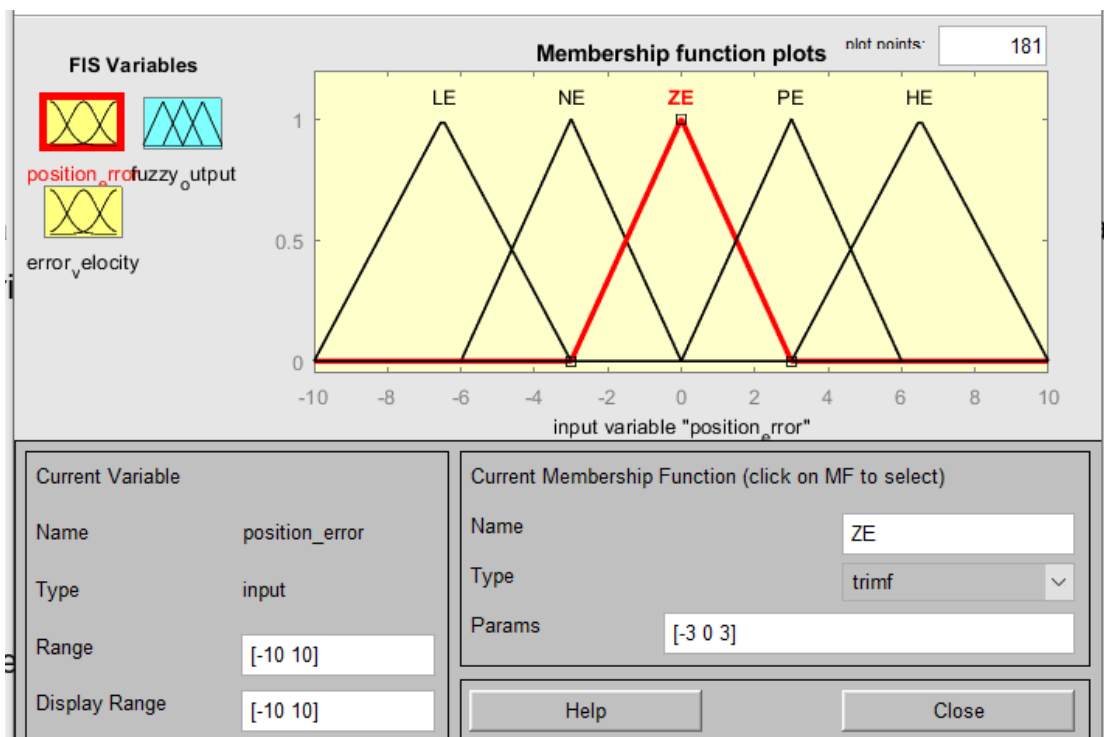 Membership function plots
plot points:
181
FIS Variables
position_error
fuzzy_output
error_velocity
LE
NE
ZE
PE
HE
1
0.5
0
-10
-8
-6
-4
-2
0
2
4
6
8
10
input variable "position_error"
Current Variable
Name
position_error
Type
input
Range
[-10 10]
Display Range
[-10 10]
Current Membership Function (click on MF to select)
Name
ZE
Type
trimf
Params
[-3 0 3]
Help
Close